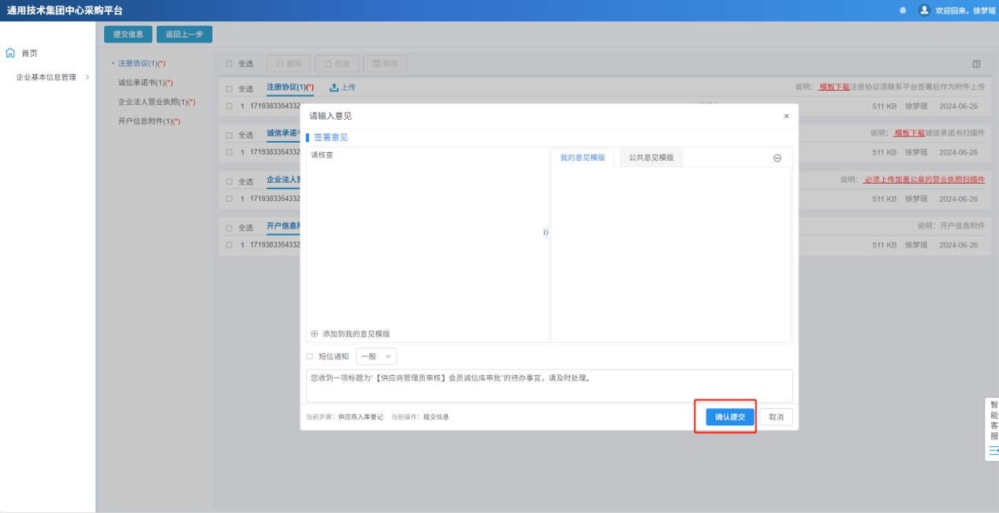 通用技术集团中心采购平台
欢迎回来，徐梦瑶
提交信息 返回上一步
首页
企业基本信息管理
注册协议(1)(*)
诚信承诺书(1)(*)
企业法人营业执照(1)(*)
开户信息附件(1)(*)
全选 删除 作废 转移
全选 注册协议(1)(*) 上传 说明： 模板下载注册协议须联系平台签署后作为附件上传
1 1719383354332 511 KB 徐梦瑶 2024-06-26
全选 诚信承诺 说明： 模板下载诚信承诺书扫描件
1 1719383354332 511 KB 徐梦瑶 2024-06-26
全选 企业法人 说明： 必须上传加盖公章的营业执照扫描件
1 1719383354332 511 KB 徐梦瑶 2024-06-26
全选 开户信息 说明：开户信息附件
1 1719383354332 511 KB 徐梦瑶 2024-06-26
请输入意见
签署意见
请核查
我的意见模版 公共意见模版
添加到我的意见模版
短信通知 一般
您收到一项标题为“【供应商管理员审核】会员诚信库审批”的待办事宜，请及时处理。
当前步骤：供应商入库登记 当前操作：提交信息
确认提交 取消
智
能
客
服